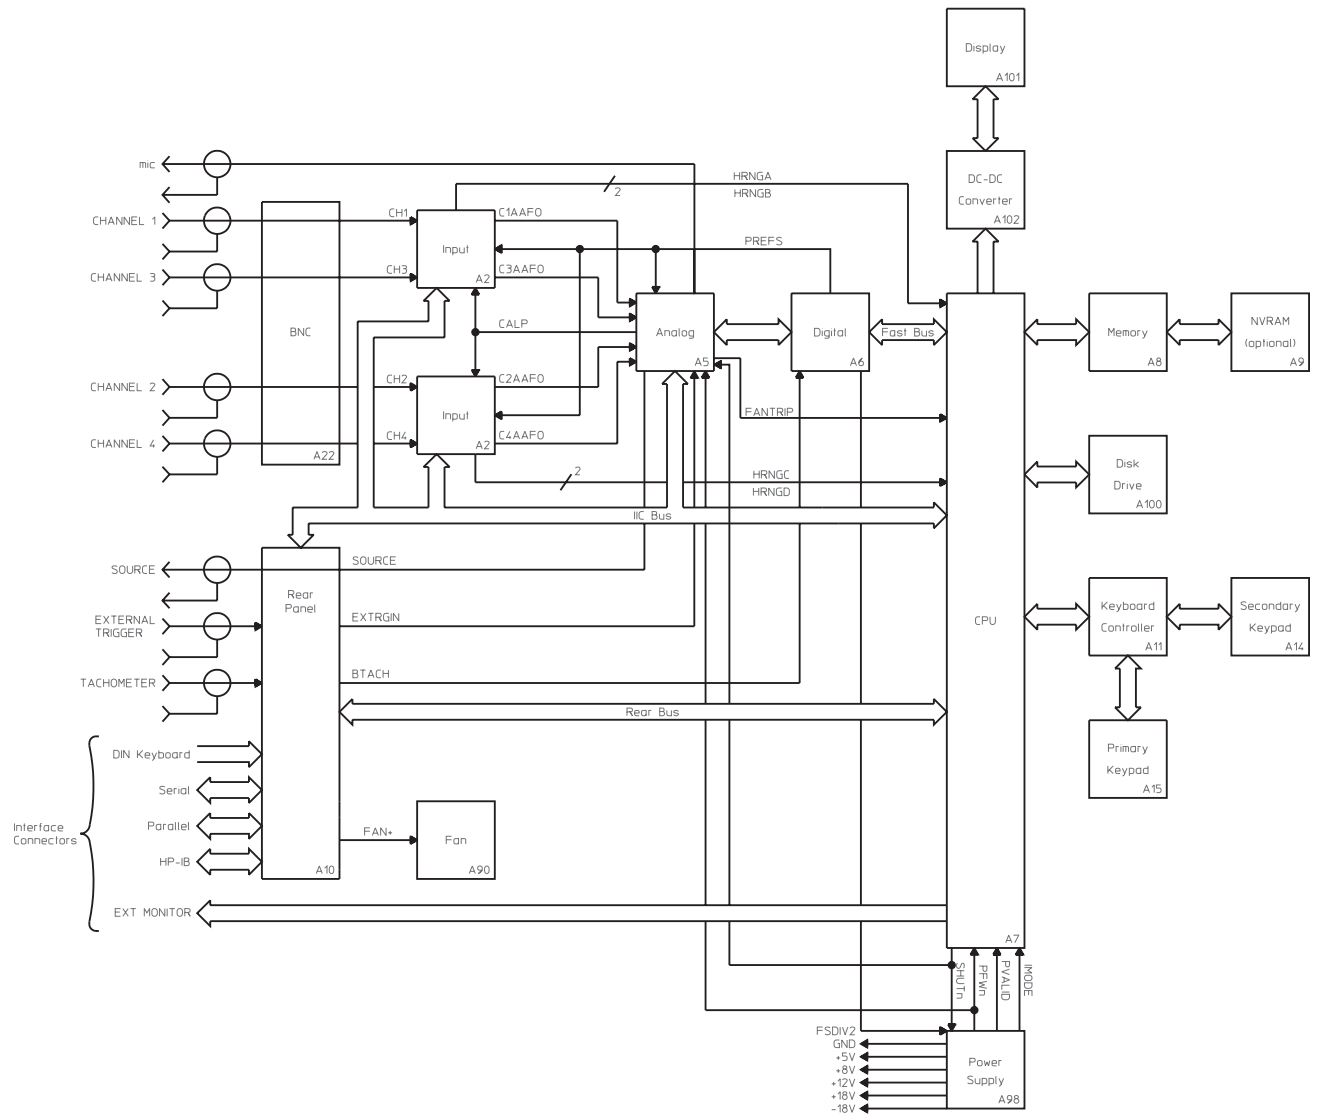 Display
A101
mic
2
HRNGA
HRNGB
DC-DC
Converter
A102
CHANNEL 1
CH1
C1AAFO
Input
PREFS
CHANNEL 3
CH3
A2
C3AAFO
BNC
CALP
Analog
A5
Digital
A6
Fast Bus
Memory
A8
NVRAM
(optional)
A9
CHANNEL 2
CH2
C2AAFO
Input
FANTRIP
CHANNEL 4
CH4
A2
C4AAFO
A22
2
HRNGC
HRNGD
IIC Bus
Disk
Drive
A100
SOURCE
SOURCE
Rear
Panel
EXTERNAL
TRIGGER
EXTRGIN
CPU
Keyboard
Controller
A11
Secondary
Keypad
A14
TACHOMETER
BTACH
Rear Bus
Primary
Keypad
A15
DIN Keyboard
Serial
Interface
Connectors
Parallel
FAN+
Fan
HP-IB
A10
A90
EXT MONITOR
A7
SHUTn
PFWn
PVALID
IMODE
FSDIV2
GND
+5V
+8V
+12V
+18V
-18V
Power
Supply
A98